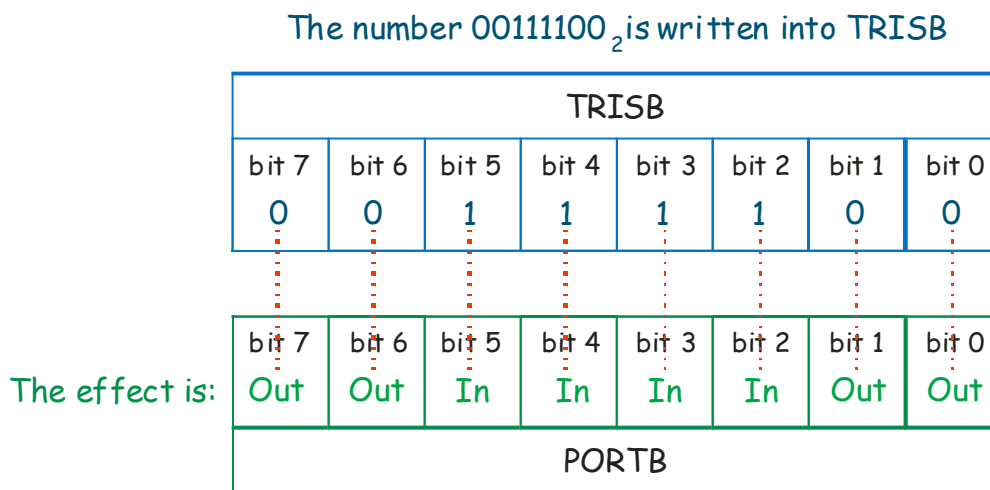 The number 00111100₂ is written into TRISB
TRISB
bit 7 bit 6 bit 5 bit 4 bit 3 bit 2 bit 1 bit 0
0 0 1 1 1 1 0 0
bit 7 bit 6 bit 5 bit 4 bit 3 bit 2 bit 1 bit 0
The effect is: Out Out In In In In Out Out
PORTB